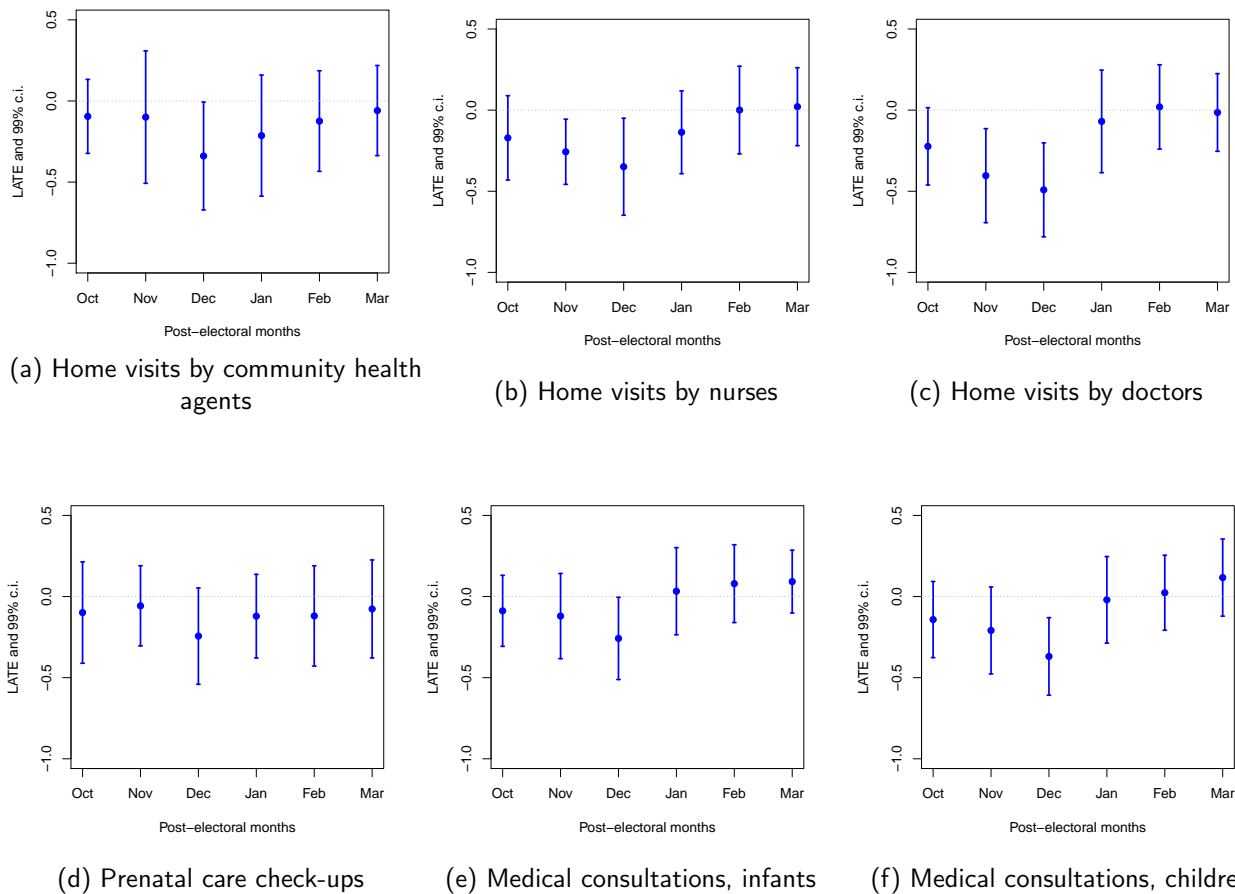 0.5
0.0
−0.5
−1.0
LATE and 99% c.i.
Oct Nov Dec Jan Feb Mar
Post−electoral months
(a) Home visits by community health
agents
0.5
0.0
−0.5
−1.0
LATE and 99% c.i.
Oct Nov Dec Jan Feb Mar
Post−electoral months
(b) Home visits by nurses
0.5
0.0
−0.5
−1.0
LATE and 99% c.i.
Oct Nov Dec Jan Feb Mar
Post−electoral months
(c) Home visits by doctors
0.5
0.0
−0.5
−1.0
LATE and 99% c.i.
Oct Nov Dec Jan Feb Mar
Post−electoral months
(d) Prenatal care check-ups
0.5
0.0
−0.5
−1.0
LATE and 99% c.i.
Oct Nov Dec Jan Feb Mar
Post−electoral months
(e) Medical consultations, infants
0.5
0.0
−0.5
−1.0
LATE and 99% c.i.
Oct Nov Dec Jan Feb Mar
Post−electoral months
(f) Medical consultations, childre